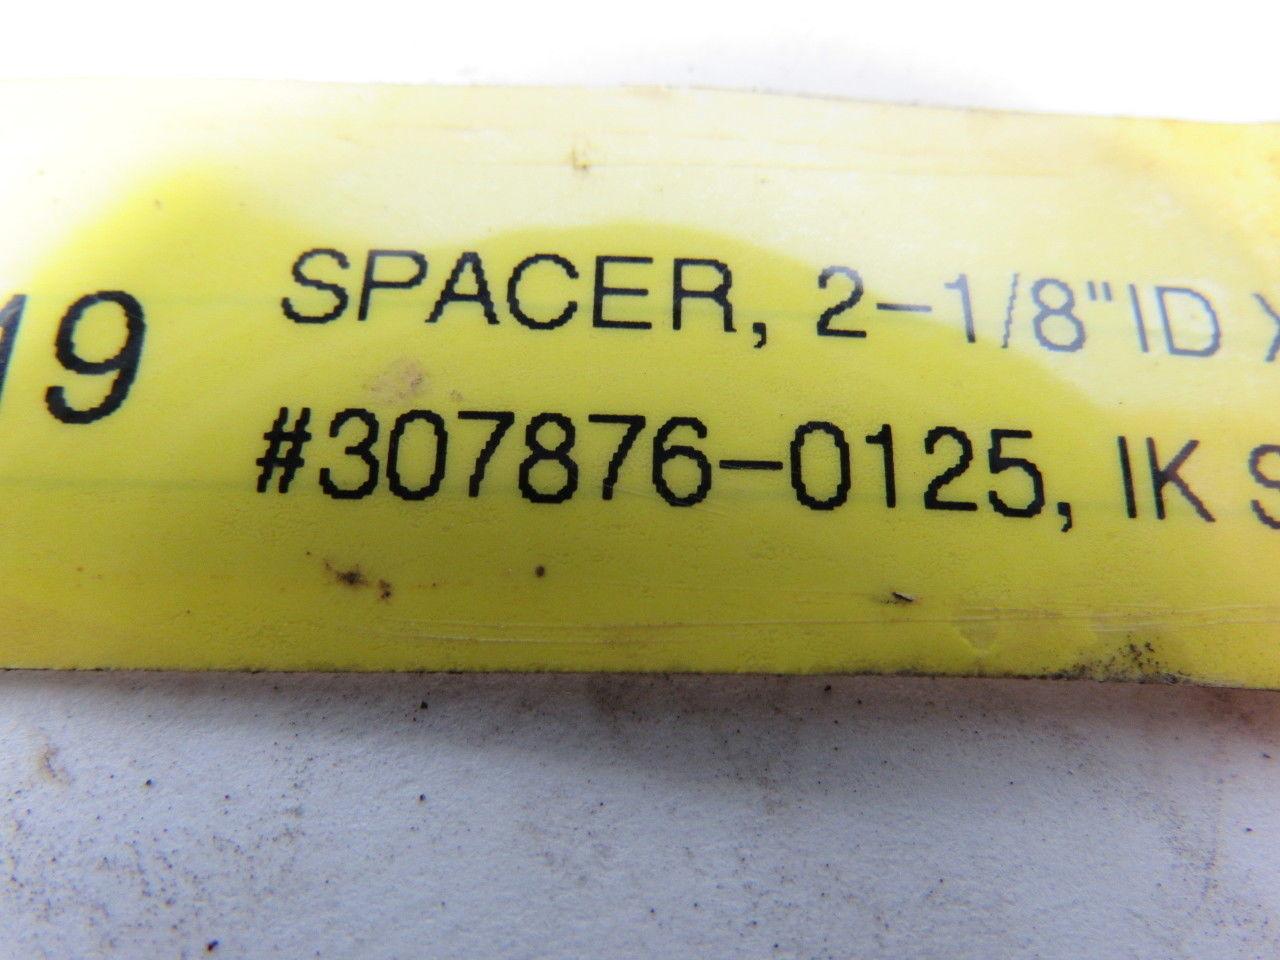 19
SPACER, 2-1/8"ID X
#307876-0125, IK S